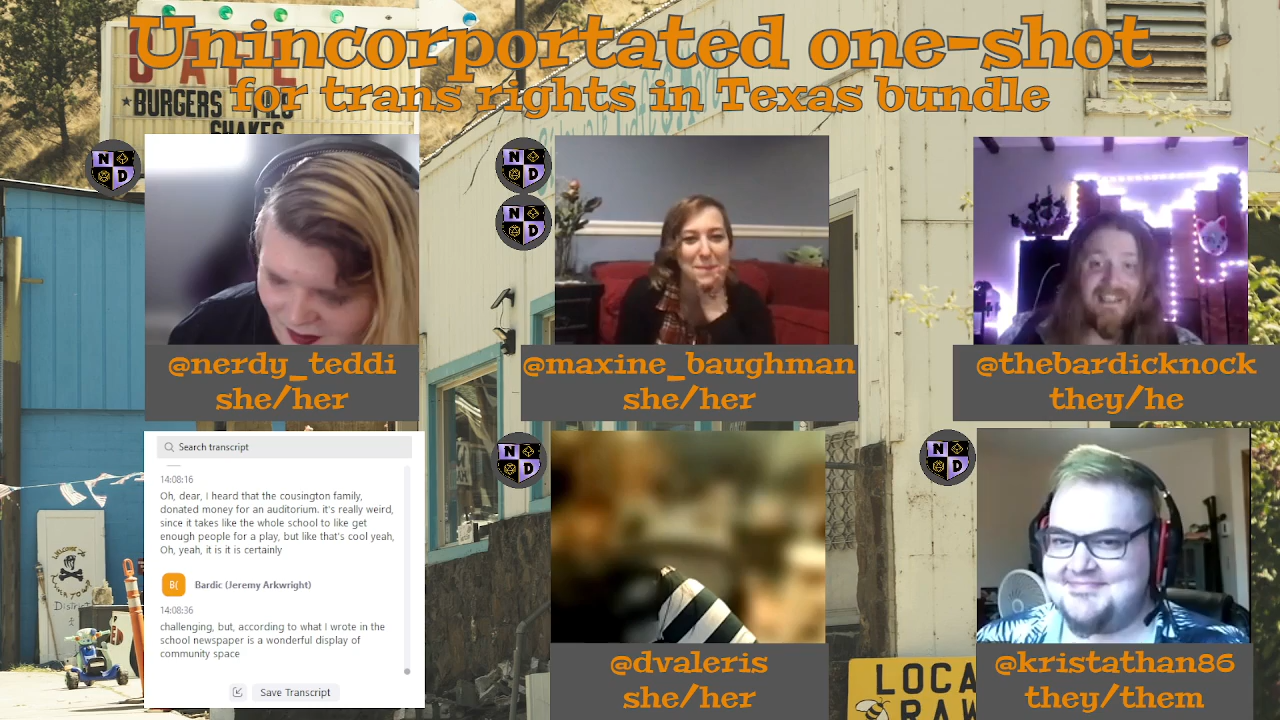 Unincorportated one-shot
for trans rights in Texas bundle
CAFE
★BURGERS PIES
SHAKES
N D
N D
N D
@nerdy_teddi
she/her
@maxine_baughman
she/her
@thebardicknock
they/he
Search transcript
14:08:16
Oh, dear, I heard that the cousington family,
donated money for an auditorium. it's really weird,
since it takes like the whole school to like get
enough people for a play, but like that's cool yeah,
Oh, yeah, it is it is certainly
B( Bardic (Jeremy Arkwright)
14:08:36
challenging, but, according to what I wrote in the
school newspaper is a wonderful display of
community space
Save Transcript
N D
N D
WELCOME
District
@dvaleris
she/her
LOCA
RAW
@kristathan86
they/them